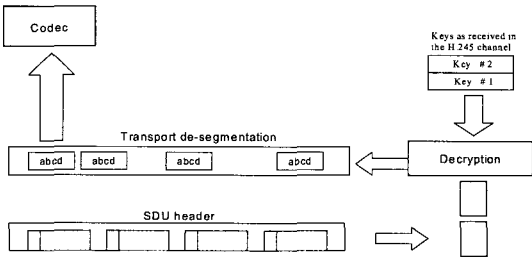 Codec
Keys as received in
the H.245 channel
Key # 2
Key # 1
Transport de-segmentation
abcd abcd abcd abcd
Decryption
SDU header